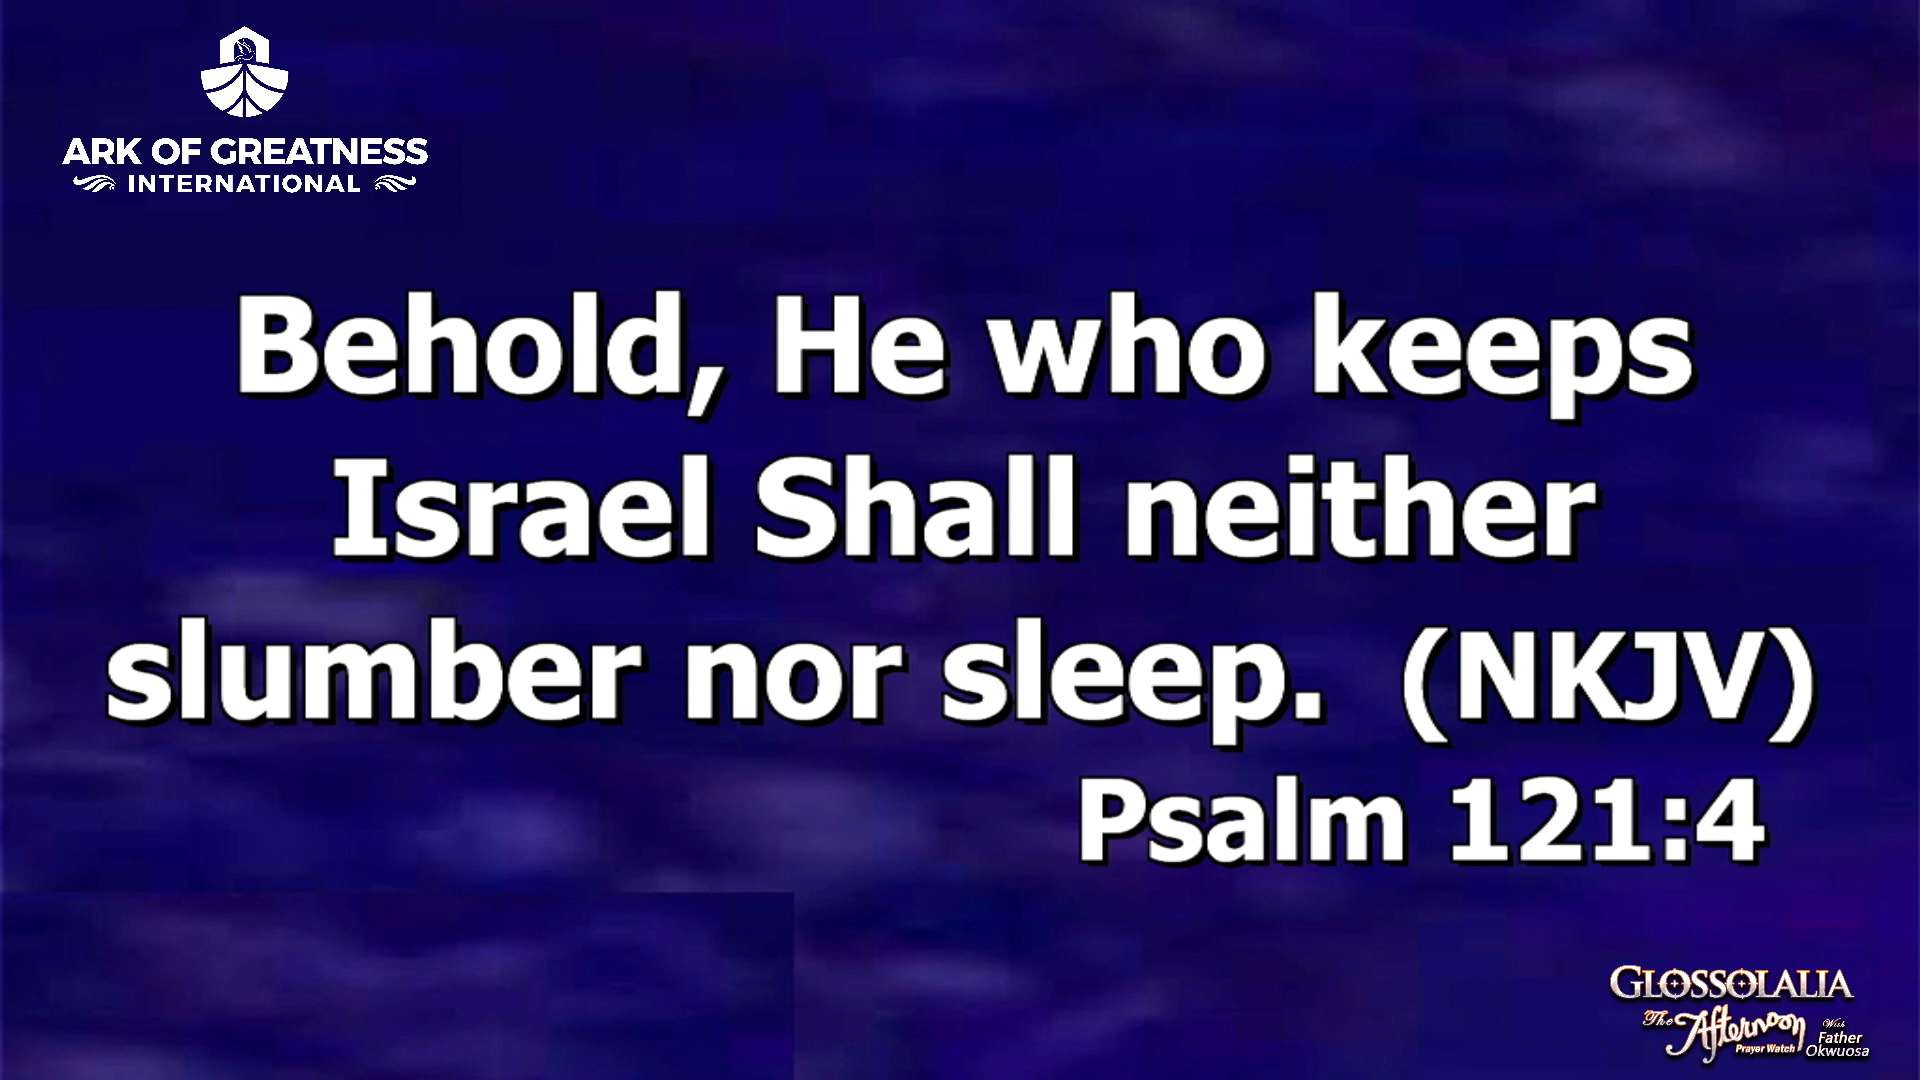 ARK OF GREATNESS
INTERNATIONAL
Behold, He who keeps
Israel Shall neither
slumber nor sleep. (NKJV)
Psalm 121:4
GLOSSOLALIA
The Afternoon
Prayer Watch
With
Father
Okwuosa